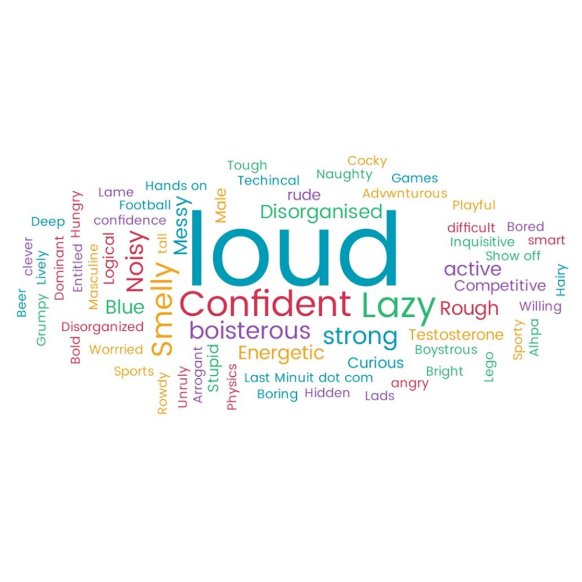 Tough
Cocky
Techincal
Naughty
Games
Lame
Hands on
rude
Advwnturous
Football
Male
Playful
confidence
Messy
Disorganised
Deep
Hungry
difficult
Bored
clever
Lively
Dominant
Entitled
Masculine
Logical
Noisy
tall
loud
Inquisitive
smart
Show off
active
Competitive
Hairy
Beer
Grumpy
Blue
Smelly
Confident
Lazy
Rough
Willing
Disorganized
boisterous
strong
Testosterone
Sporty
Alhpa
Bold
Worrried
Stupid
Energetic
Curious
Boystrous
Sports
Rowdy
Unruly
Arrogant
Physics
Last Minuit dot com
angry
Bright
Lego
Boring
Hidden
Lads